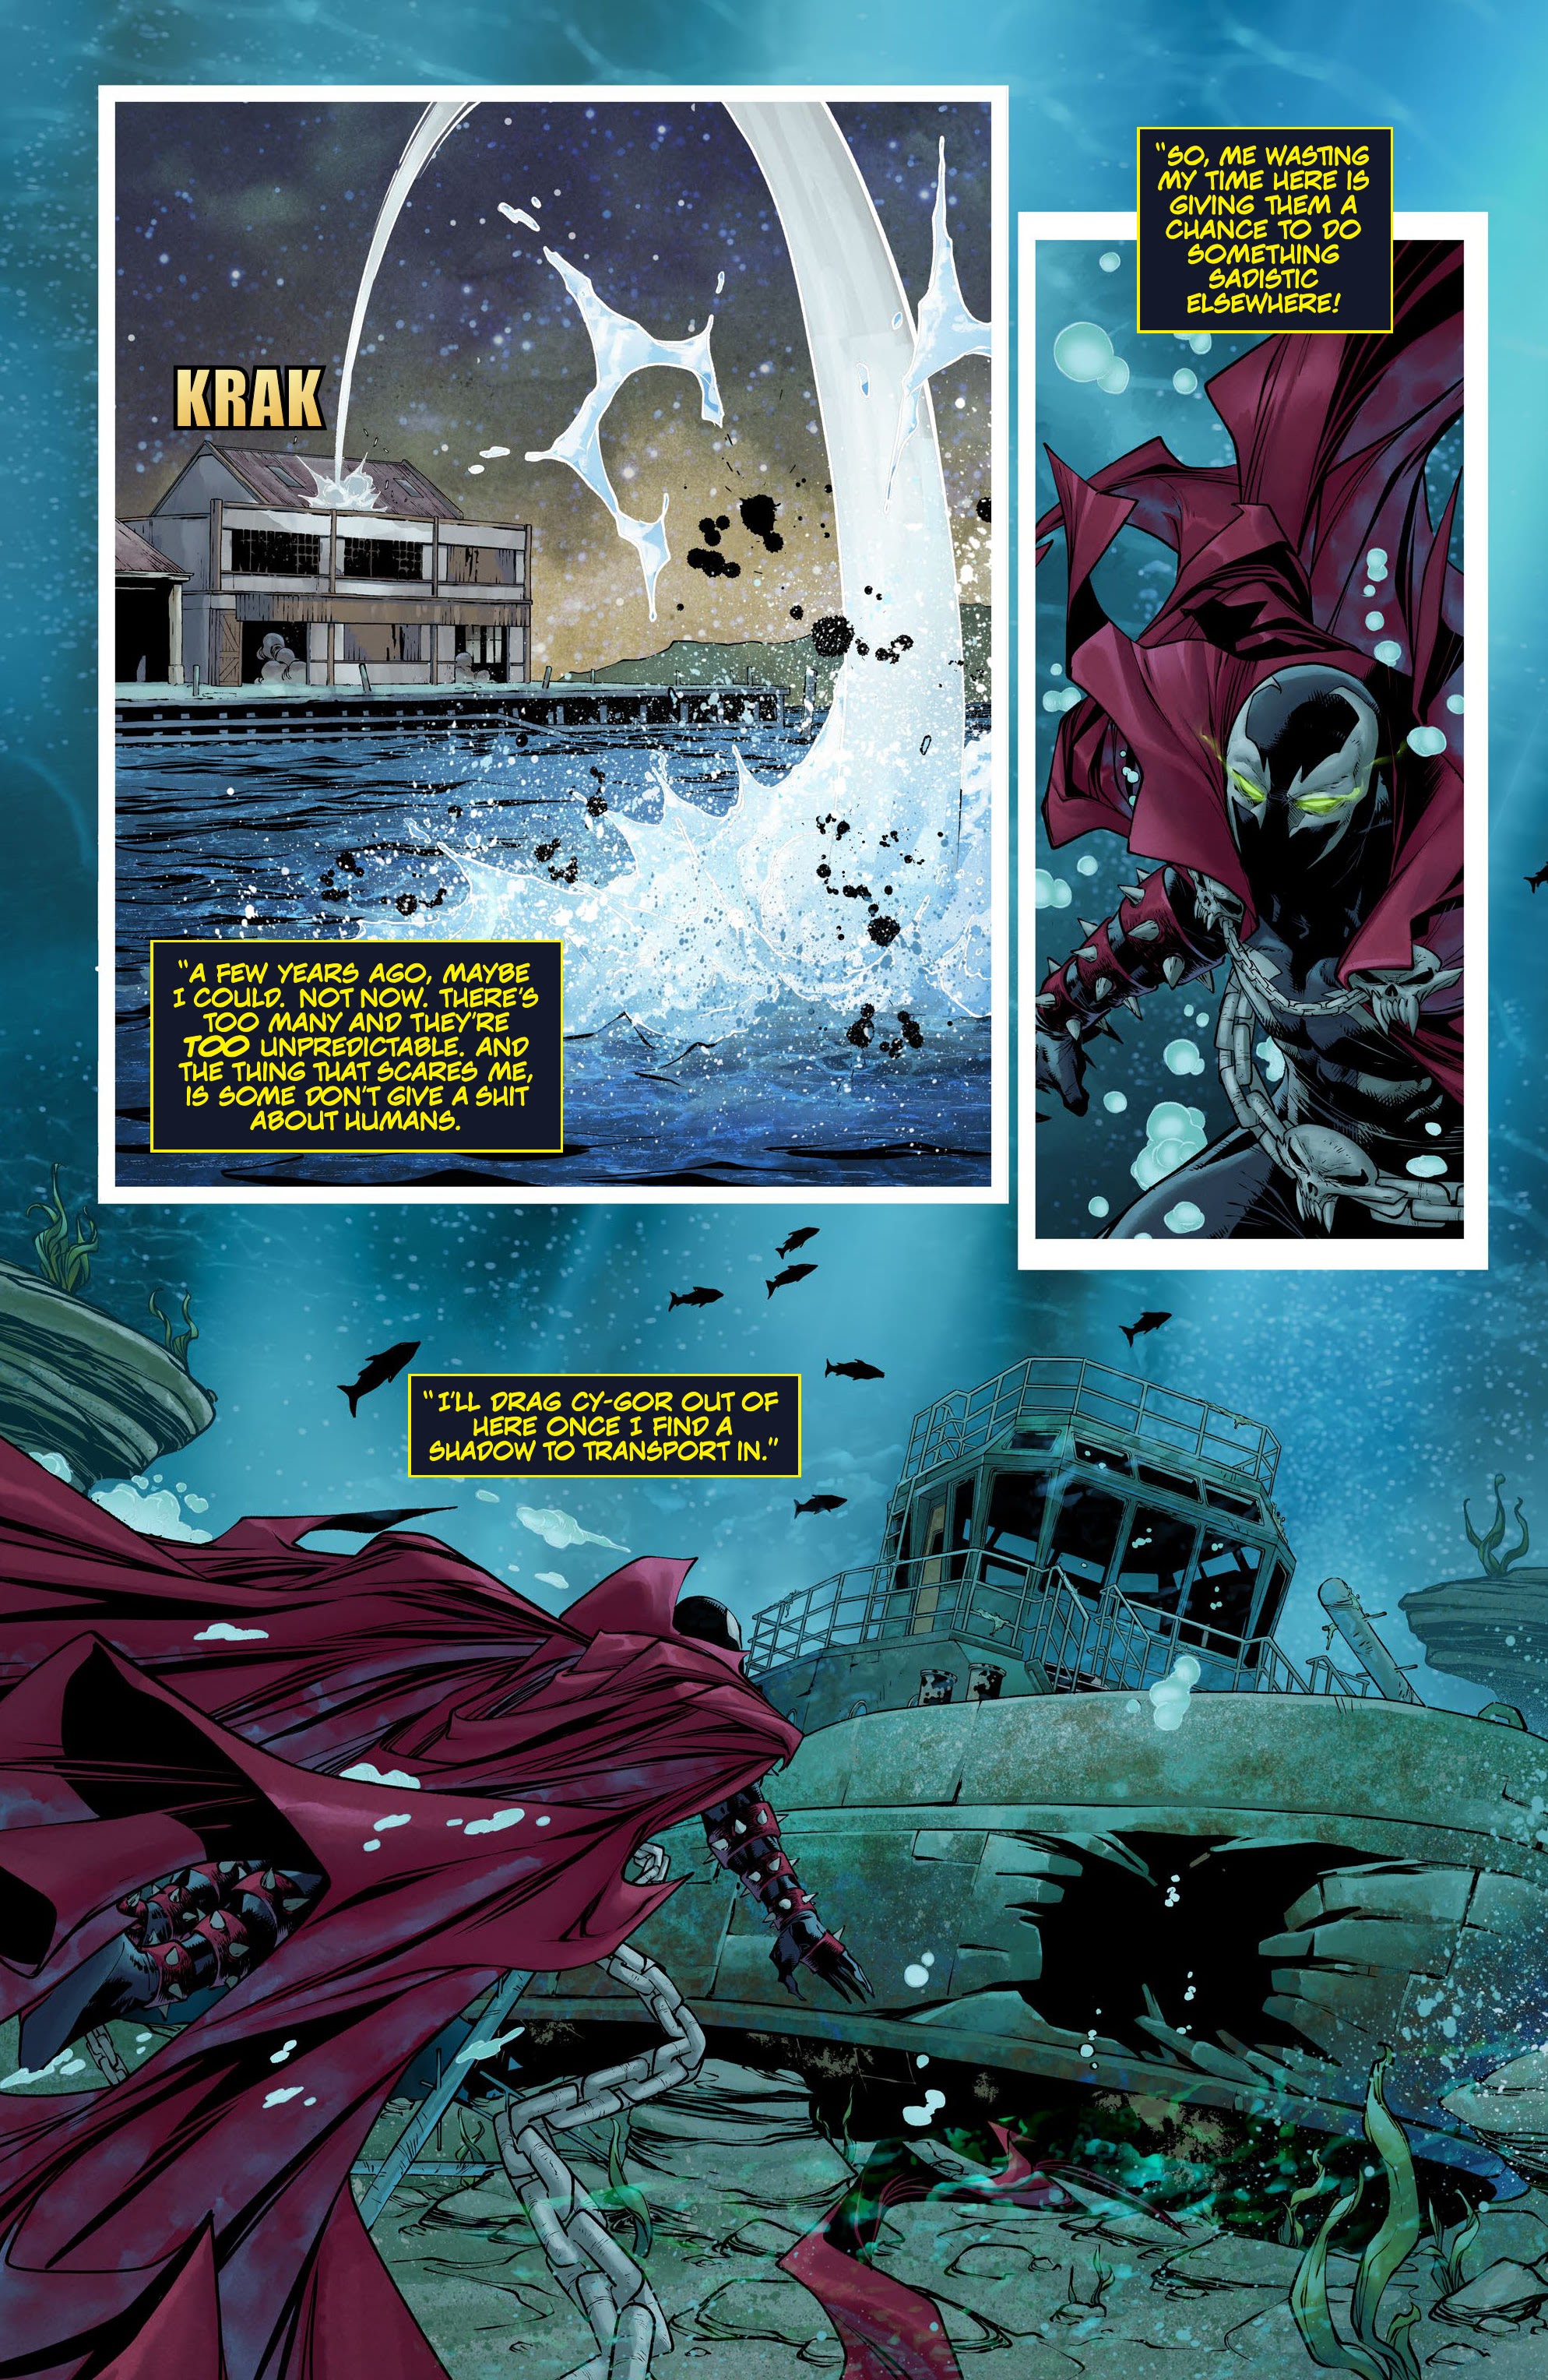 KRAK
"A FEW YEARS AGO, MAYBE
I COULD. NOT NOW. THERE'S
TOO MANY AND THEY'RE
TOO UNPREDICTABLE. AND
THE THING THAT SCARES ME,
IS SOME DON'T GIVE A SHIT
ABOUT HUMANS.
"SO, ME WASTING
MY TIME HERE IS
GIVING THEM A
CHANCE TO DO
SOMETHING
SADISTIC
ELSEWHERE!
"I'LL DRAG CY-GOR OUT OF
HERE ONCE I FIND A
SHADOW TO TRANSPORT IN."